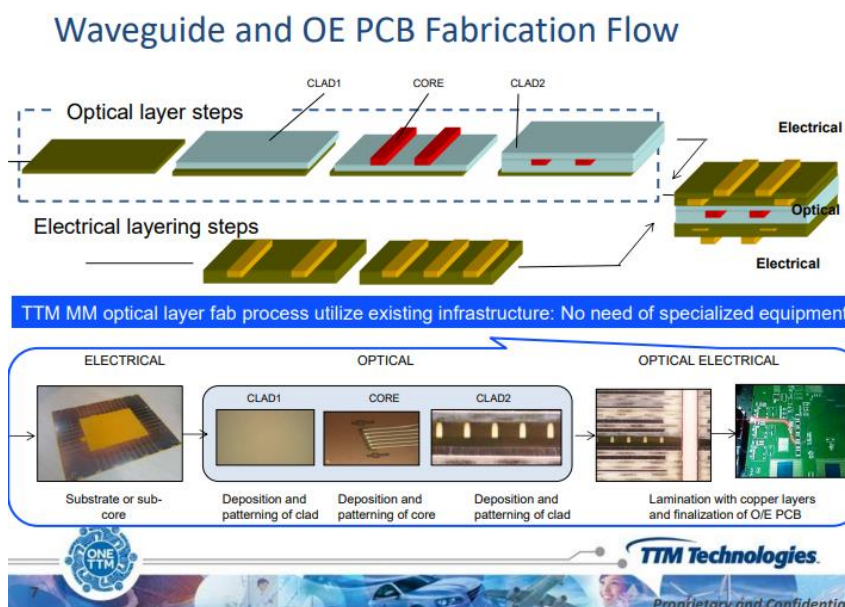 Waveguide and OE PCB Fabrication Flow
CLAD1
CORE
CLAD2
Optical layer steps
Electrical
Optical
Electrical layering steps
Electrical
TTM MM optical layer fab process utilize existing infrastructure: No need of specialized equipment
ELECTRICAL
OPTICAL
OPTICAL ELECTRICAL
CLAD1
CORE
CLAD2
Substrate or sub-
core
Deposition and
patterning of clad
Deposition and
patterning of core
Deposition and
patterning of clad
Lamination with copper layers
and finalization of O/E PCB
ONE
TTM
TTM Technologies
7
Proprietary and Confidential